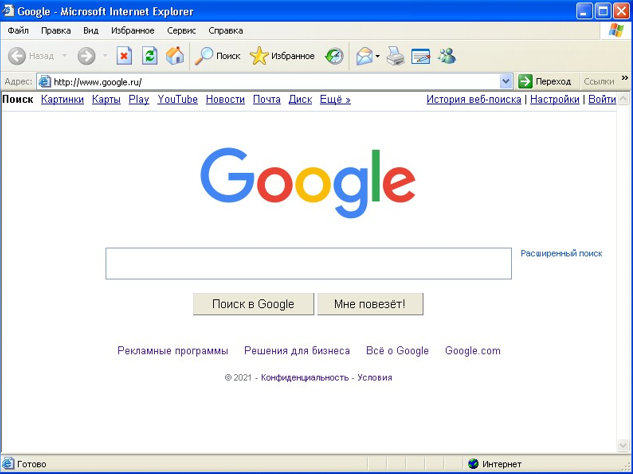 Google - Microsoft Internet Explorer
Файл Правка Вид Избранное Сервис Справка
Назад Поиск Избранное
Адрес: http://www.google.ru/ Переход Ссылки »
Поиск Картинки Карты Play YouTube Новости Почта Диск Ещё » История веб-поиска | Настройки | Войти
Google
Расширенный поиск
Поиск в Google Мне повезёт!
Рекламные программы Решения для бизнеса Всё о Google Google.com
© 2021 - Конфиденциальность - Условия
Готово Интернет